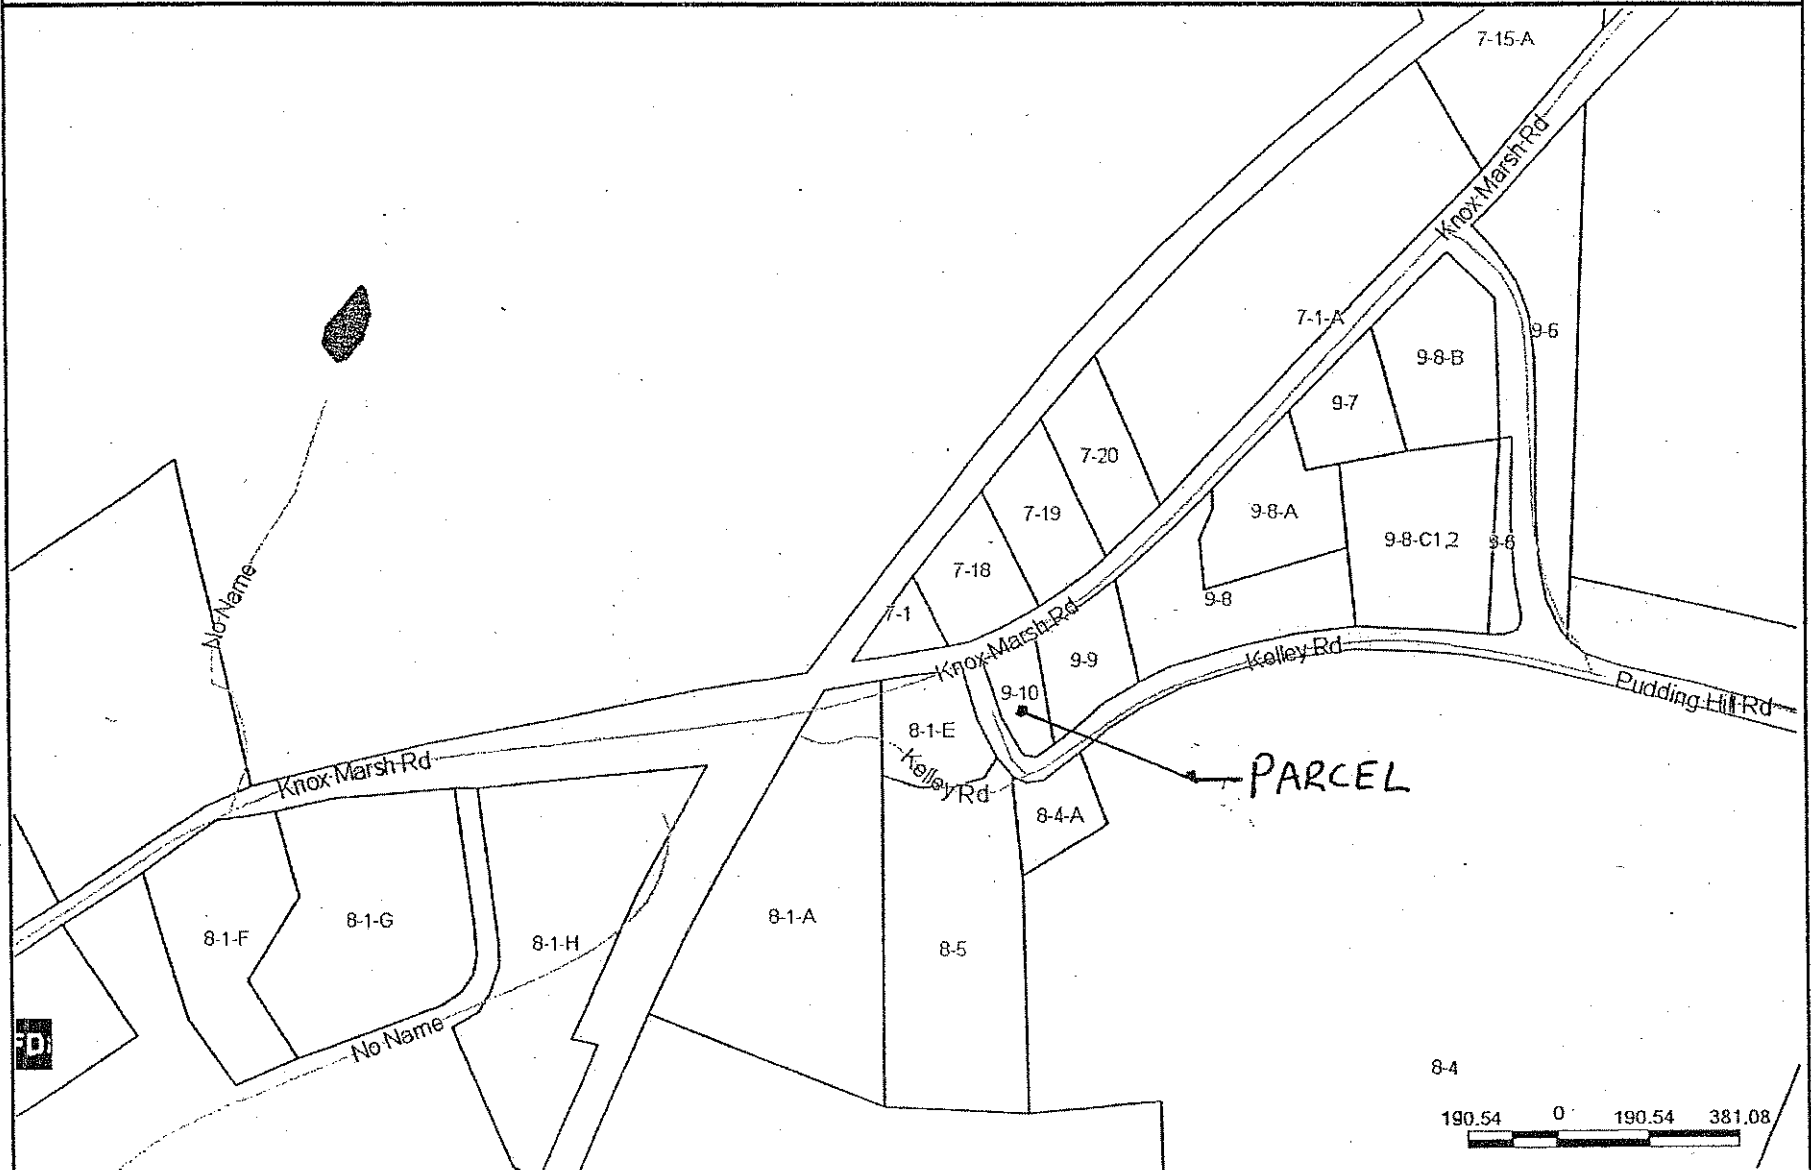 7-15-A
Knox Marsh Rd
7-1-A
9-6
9-8-B
9-7
7-20
7-19
9-8-A
9-8-C1,2
9-6
7-18
No Name
9-8
7-1
Knox Marsh Rd
Kelley Rd
9-9
9-10
Pudding Hill Rd
8-1-E
Kelley Rd
PARCEL
Knox Marsh Rd
8-4-A
8-1-A
8-1-G
8-1-F
8-1-H
8-5
No Name
8-4
190.54 0 190.54 381.08